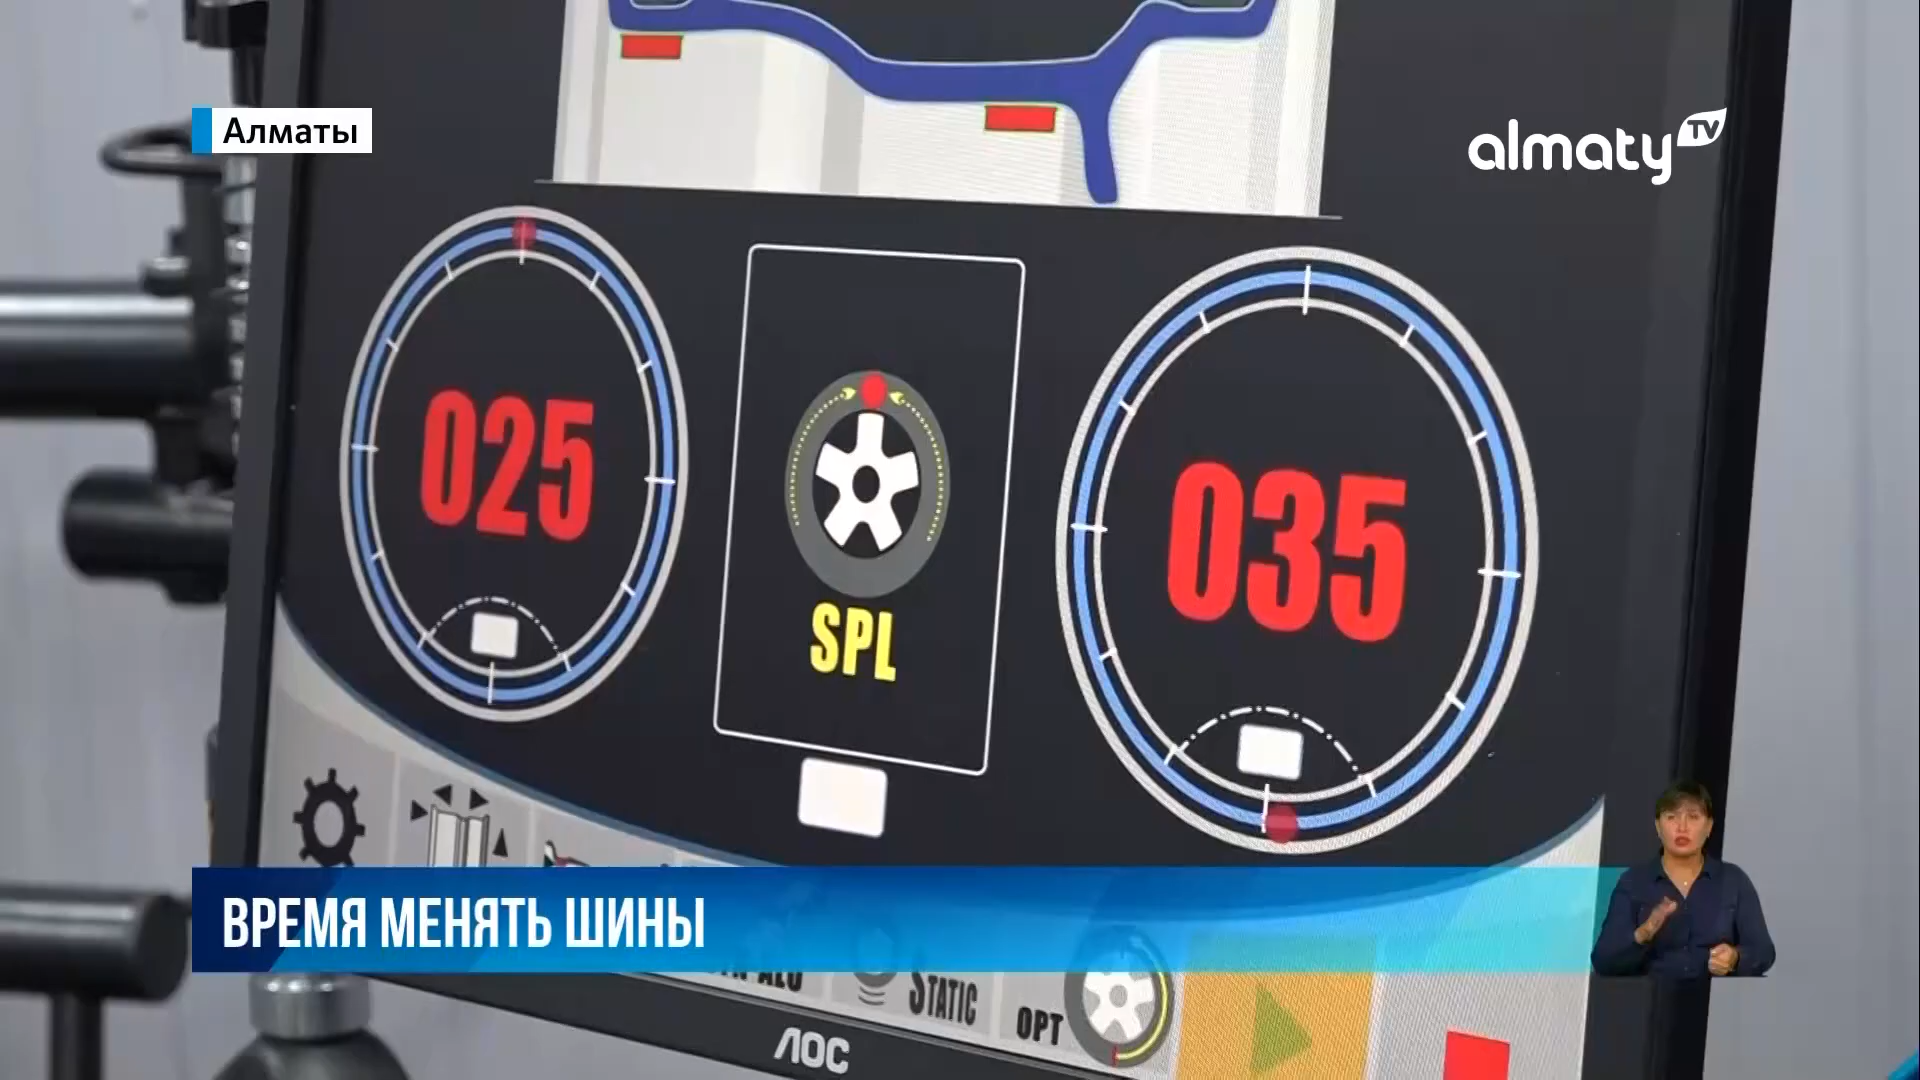 Алматы
almaty TV
025
035
SPL
ВРЕМЯ МЕНЯТЬ ШИНЫ
STATIC
OPT
AOC